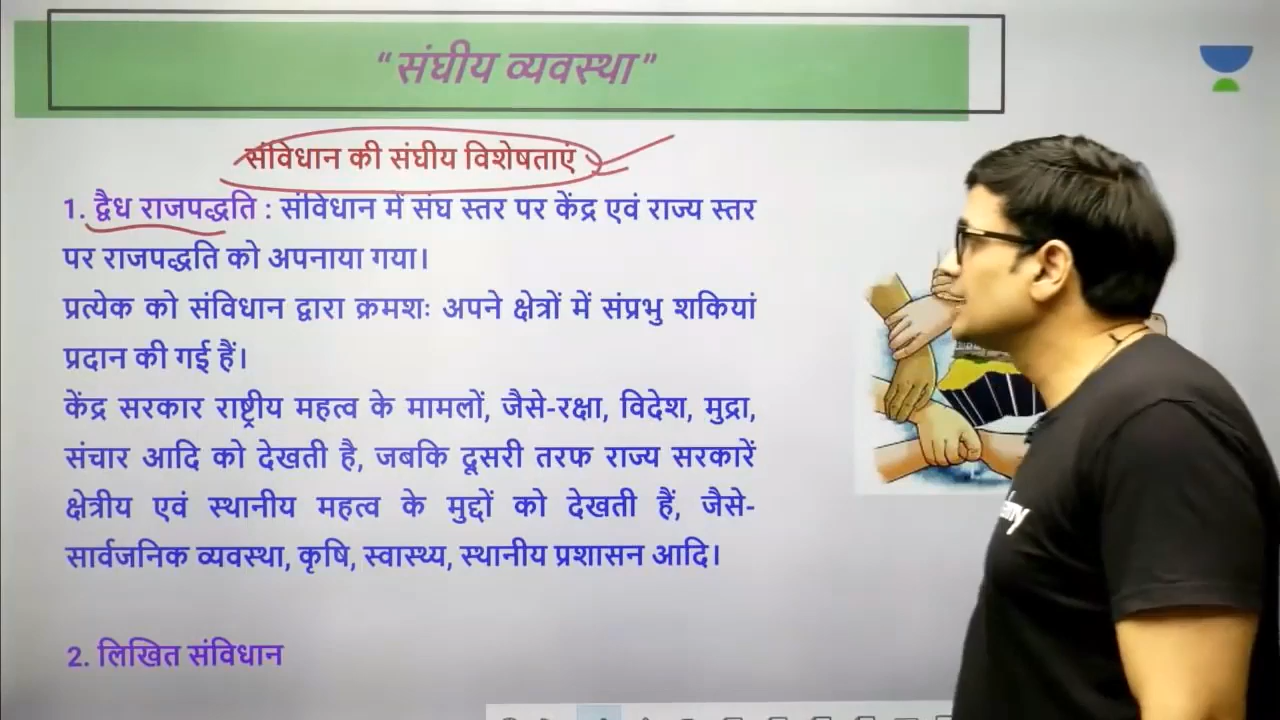 “संघीय व्यवस्था”
संविधान की संघीय विशेषताएं
1. द्वैध राजपद्धति : संविधान में संघ स्तर पर केंद्र एवं राज्य स्तर
पर राजपद्धति को अपनाया गया।
प्रत्येक को संविधान द्वारा क्रमशः अपने क्षेत्रों में संप्रभु शकियां
प्रदान की गई हैं।
केंद्र सरकार राष्ट्रीय महत्व के मामलों, जैसे-रक्षा, विदेश, मुद्रा,
संचार आदि को देखती है, जबकि दूसरी तरफ राज्य सरकारें
क्षेत्रीय एवं स्थानीय महत्व के मुद्दों को देखती हैं, जैसे-
सार्वजनिक व्यवस्था, कृषि, स्वास्थ्य, स्थानीय प्रशासन आदि।
2. लिखित संविधान